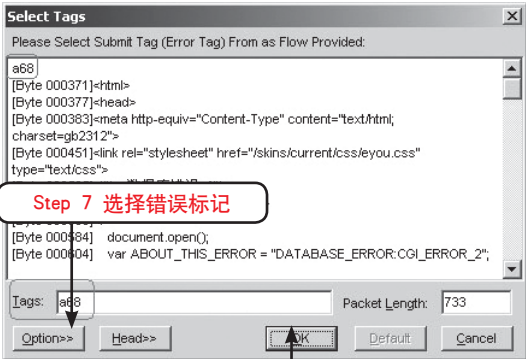 Select Tags
Please Select Submit Tag (Error Tag) From as Flow Provided:
a68
[Byte 000371]<html>
[Byte 000377]<head>
[Byte 000383]<meta http-equiv="Content-Type" content="text/html;
charset=gb2312">
[Byte 000451]<link rel="stylesheet" href="/skins/current/css/eyou.css"
type="text/css">
Step 7 选择错误标记
[Byte 000584] document.open();
[Byte 000604] var ABOUT_THIS_ERROR = "DATABASE_ERROR:CGI_ERROR_2";
Tags: a68 Packet Length: 733
Option>> Head>> OK Default Cancel